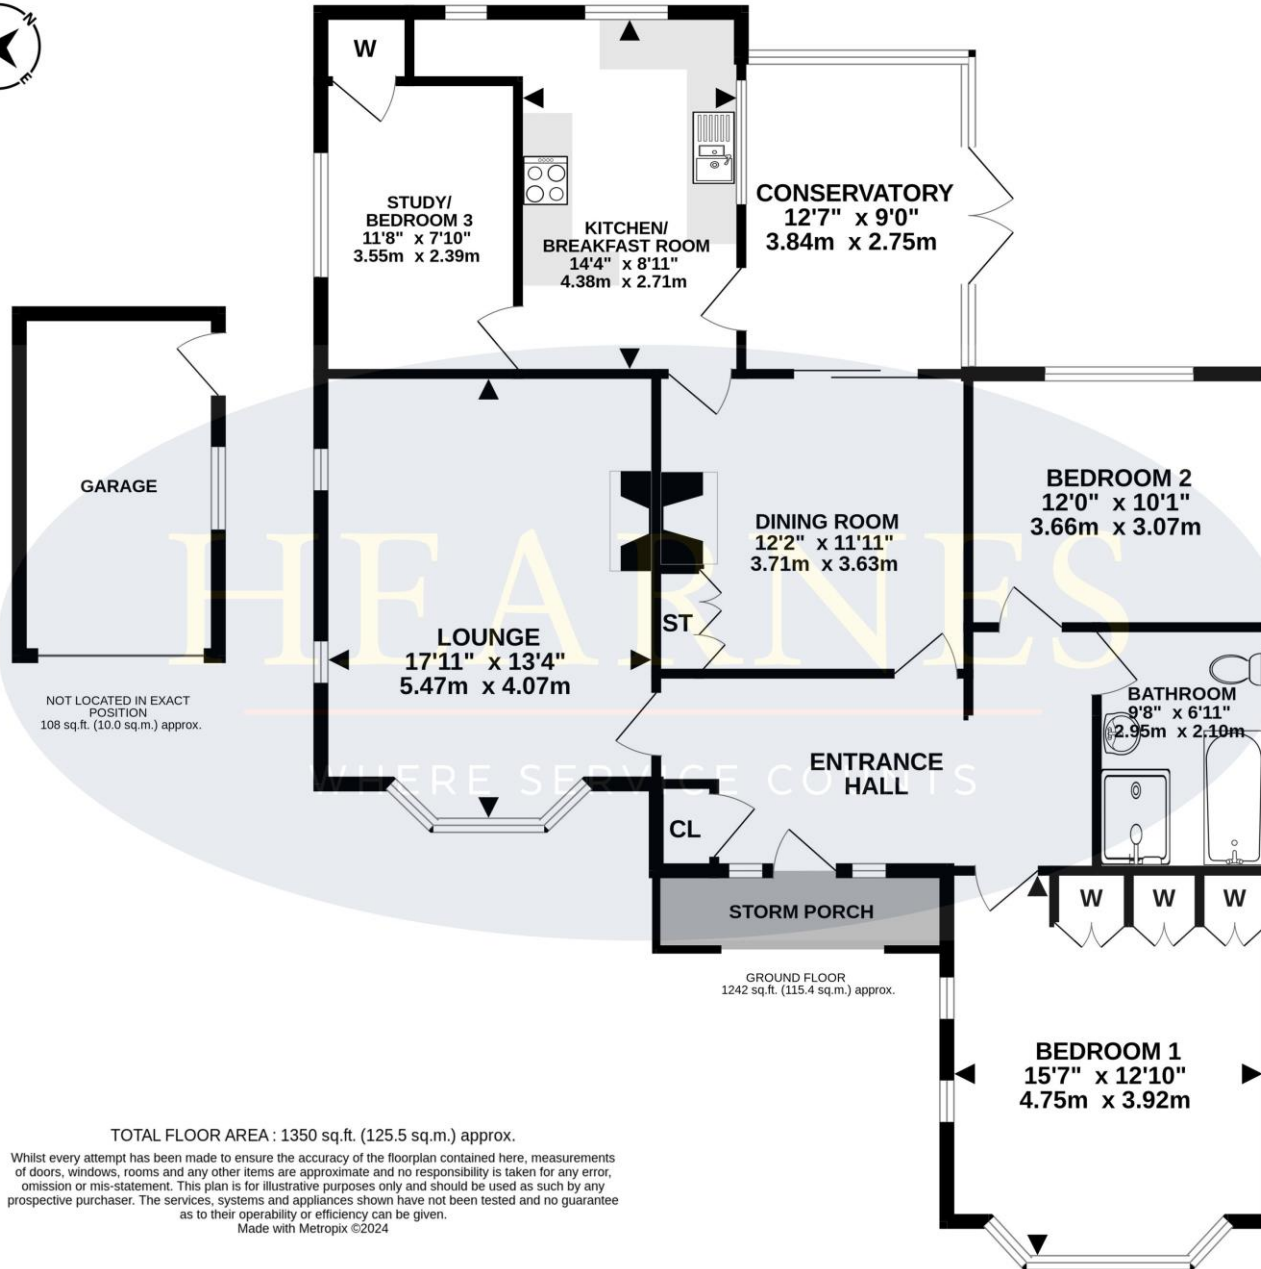 N
E
W
STUDY/
BEDROOM 3
11'8" x 7'10"
3.55m x 2.39m
KITCHEN/
BREAKFAST ROOM
14'4" x 8'11"
4.38m x 2.71m
CONSERVATORY
12'7" x 9'0"
3.84m x 2.75m
GARAGE
NOT LOCATED IN EXACT
POSITION
108 sq.ft. (10.0 sq.m.) approx.
HEARNES
WHERE SERVICE COUNTS
LOUNGE
17'11" x 13'4"
5.47m x 4.07m
DINING ROOM
12'2" x 11'11"
3.71m x 3.63m
ST
BEDROOM 2
12'0" x 10'1"
3.66m x 3.07m
BATHROOM
9'8" x 6'11"
2.95m x 2.10m
ENTRANCE
HALL
CL
STORM PORCH
W
W
W
GROUND FLOOR
1242 sq.ft. (115.4 sq.m.) approx.
BEDROOM 1
15'7" x 12'10"
4.75m x 3.92m
TOTAL FLOOR AREA : 1350 sq.ft. (125.5 sq.m.) approx.
Whilst every attempt has been made to ensure the accuracy of the floorplan contained here, measurements
of doors, windows, rooms and any other items are approximate and no responsibility is taken for any error,
omission or mis-statement. This plan is for illustrative purposes only and should be used as such by any
prospective purchaser. The services, systems and appliances shown have not been tested and no guarantee
as to their operability or efficiency can be given.
Made with Metropix ©2024